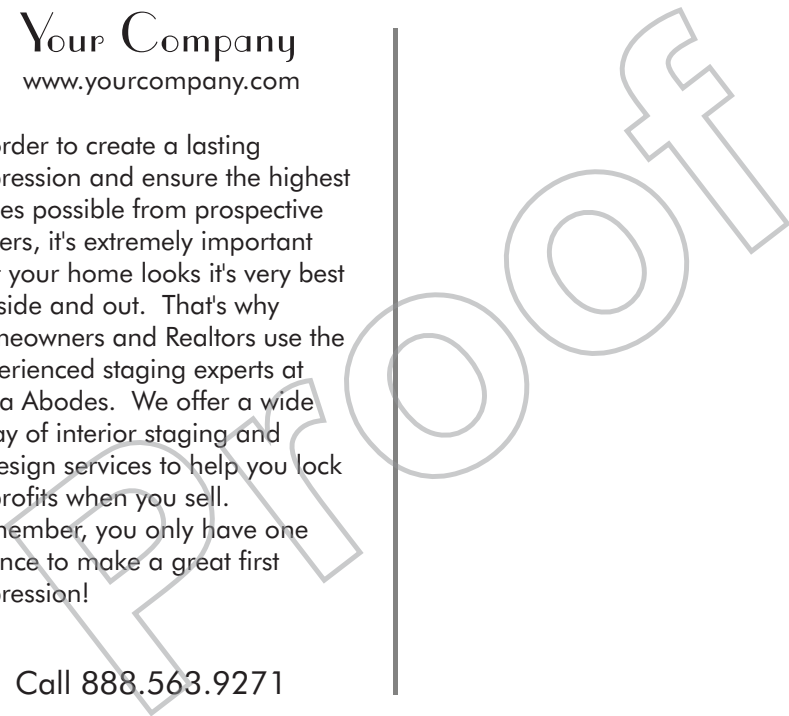 Your Company
www.yourcompany.com
rder to create a lasting
ression and ensure the highest
es possible from prospective
ers, it's extremely important
your home looks it's very best
side and out.  That's why
neowners and Realtors use the
erienced staging experts at
a Abodes.  We offer a wide
ay of interior staging and
esign services to help you lock
profits when you sell.
nember, you only have one
nce to make a great first
ression!
Call 888.563.9271
Proof